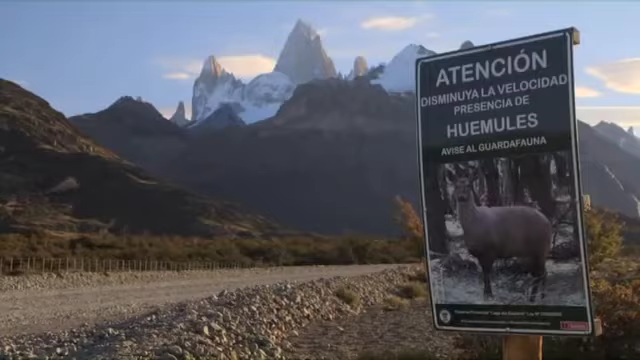 ATENCIÓN
DISMINUYA LA VELOCIDAD
PRESENCIA DE
HUEMULES
AVISE AL GUARDAFAUNA